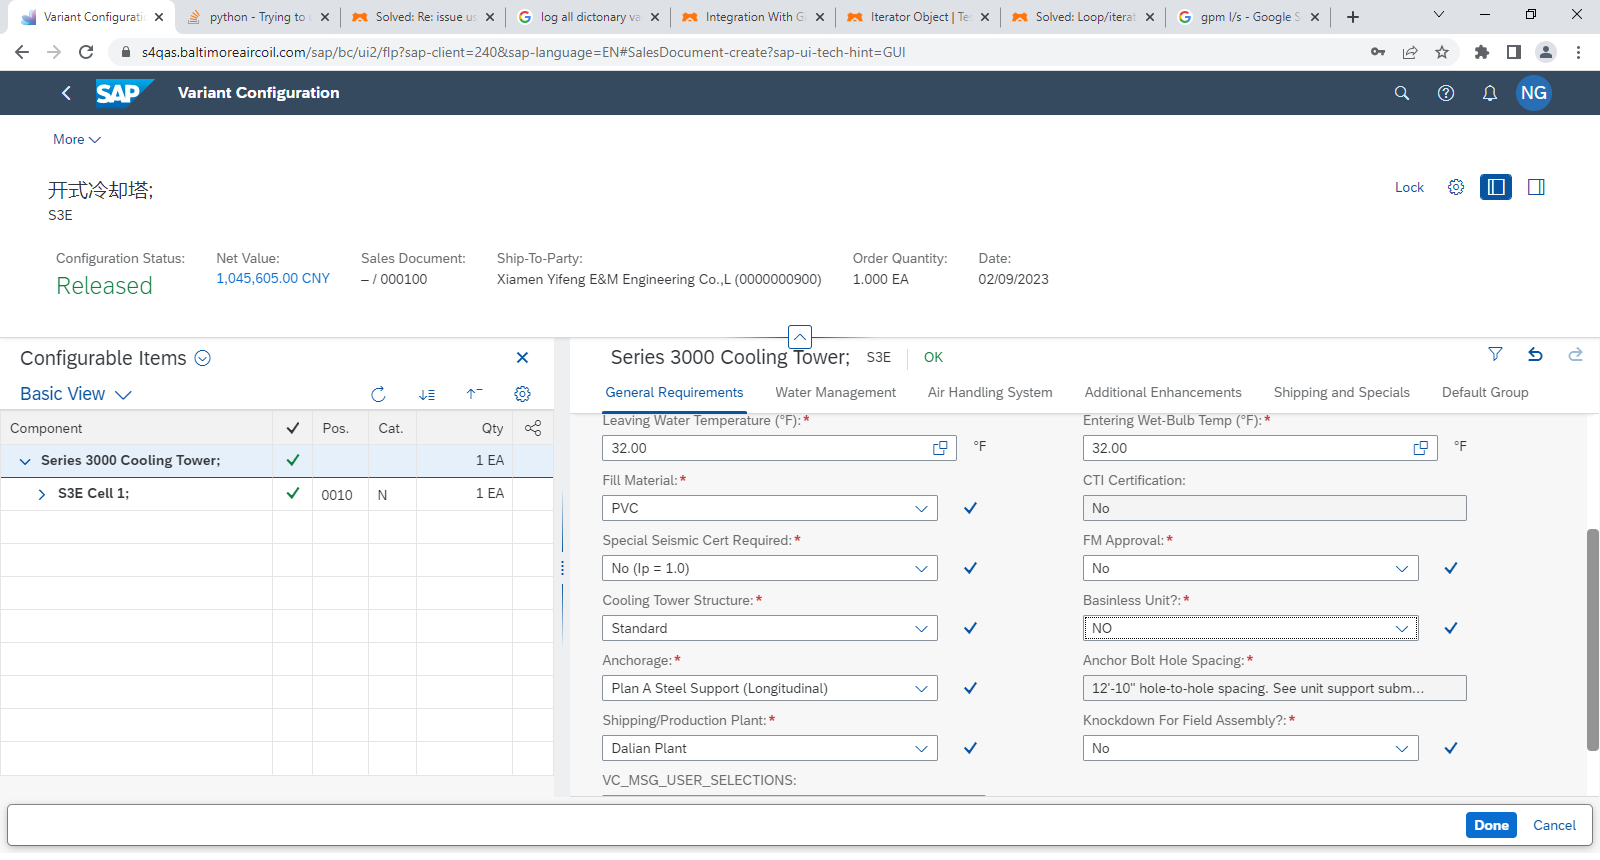 Variant Configuratio
python - Trying to
Solved: Re: issue us
log all dictonary va
Integration With G
Iterator Object | Te
Solved: Loop/iterat
gpm l/s - Google S
s4qas.baltimoreaircoil.com/sap/bc/ui2/flp?sap-client=240&sap-language=EN#SalesDocument-create?sap-ui-tech-hint=GUI
SAP
Variant Configuration
NG
More
开式冷却塔;
S3E
Lock
Configuration Status:
Released
Net Value:
1,045,605.00 CNY
Sales Document:
– / 000100
Ship-To-Party:
Xiamen Yifeng E&M Engineering Co.,L (0000000900)
Order Quantity:
1.000 EA
Date:
02/09/2023
Configurable Items
Basic View
Component Pos. Cat. Qty
Series 3000 Cooling Tower; 1 EA
S3E Cell 1; 0010 N 1 EA
Series 3000 Cooling Tower; S3E OK
General Requirements Water Management Air Handling System Additional Enhancements Shipping and Specials Default Group
Leaving Water Temperature (°F):*
32.00 °F
Entering Wet-Bulb Temp (°F):*
32.00 °F
Fill Material:*
PVC
CTI Certification:
No
Special Seismic Cert Required:*
No (Ip = 1.0)
FM Approval:*
No
Cooling Tower Structure:*
Standard
Basinless Unit?:*
NO
Anchorage:*
Plan A Steel Support (Longitudinal)
Anchor Bolt Hole Spacing:*
12'-10" hole-to-hole spacing. See unit support subm...
Shipping/Production Plant:*
Dalian Plant
Knockdown For Field Assembly?:*
No
VC_MSG_USER_SELECTIONS:
Done Cancel